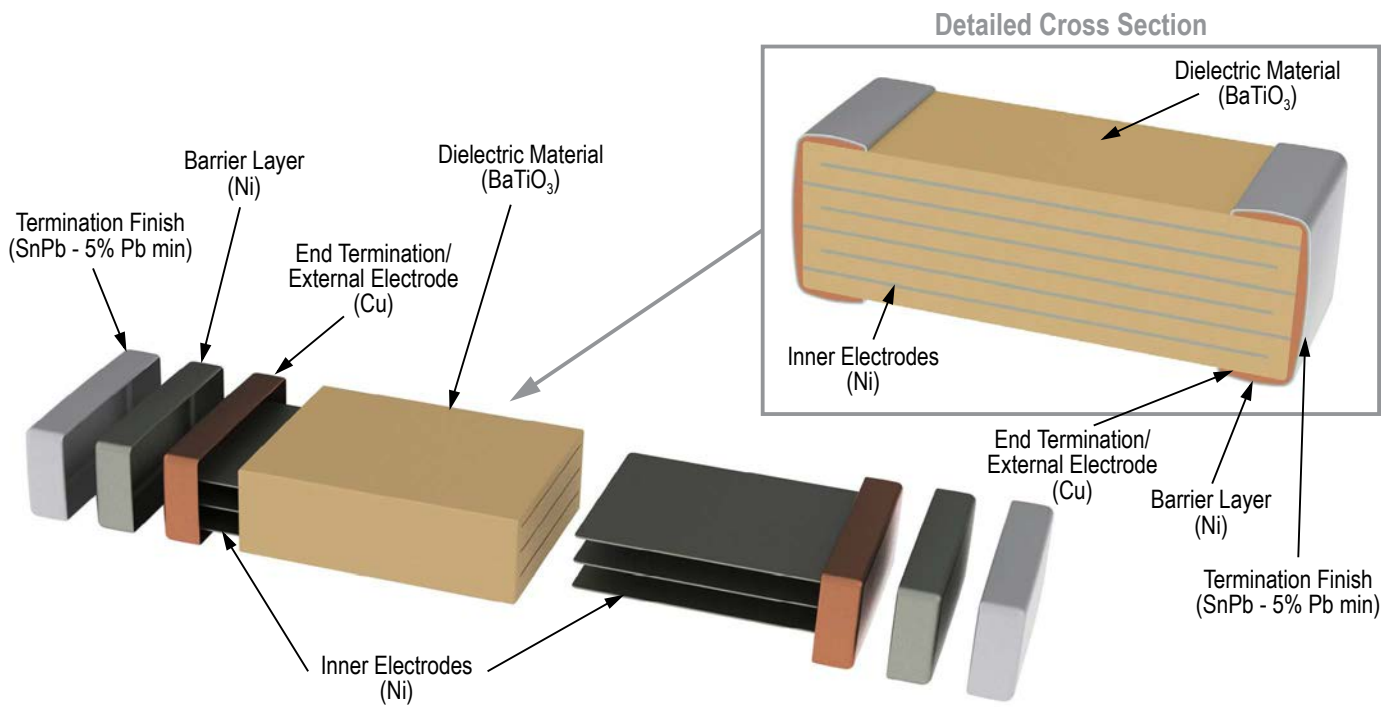 Detailed Cross Section
Dielectric Material
(BaTiO₃)
Inner Electrodes
(Ni)
End Termination/
External Electrode
(Cu)
Barrier Layer
(Ni)
Termination Finish
(SnPb - 5% Pb min)
Termination Finish
(SnPb - 5% Pb min)
Barrier Layer
(Ni)
End Termination/
External Electrode
(Cu)
Dielectric Material
(BaTiO₃)
Inner Electrodes
(Ni)